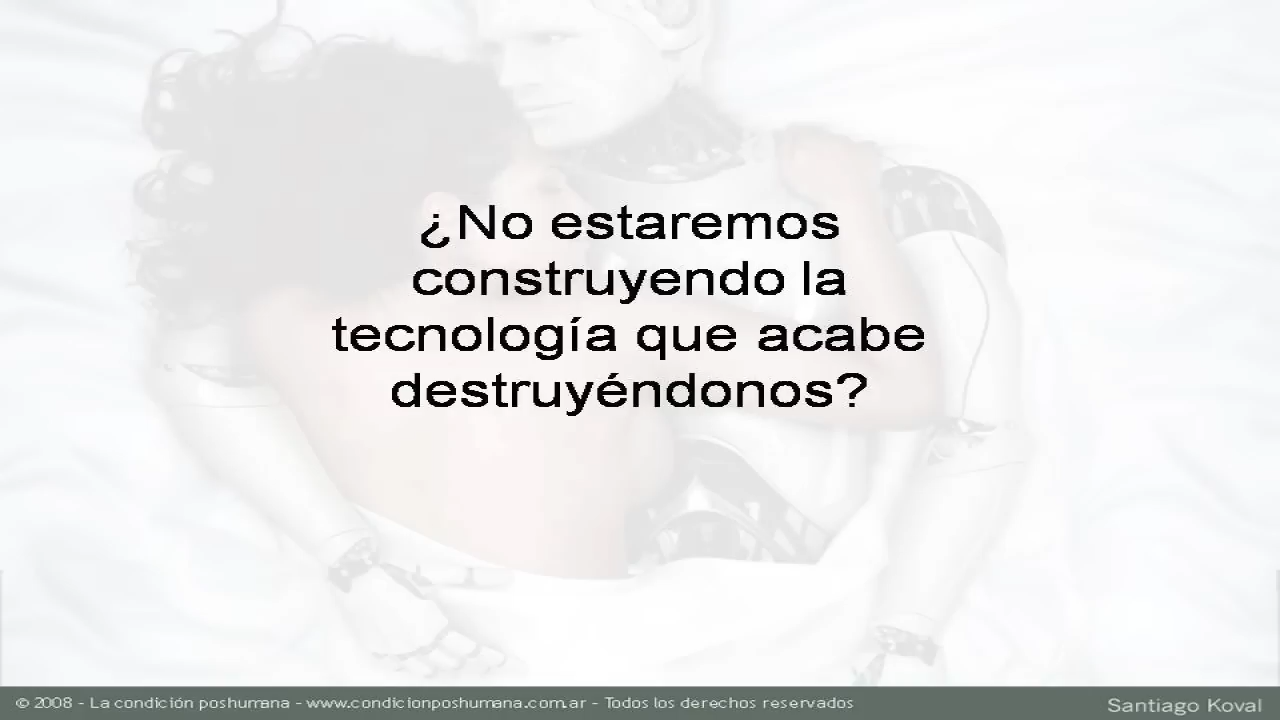 ¿No estaremos
construyendo la
tecnología que acabe
destruyéndonos?
© 2008 - La condición poshumana - www.condicionposhumana.com.ar - Todos los derechos reservados
Santiago Koval